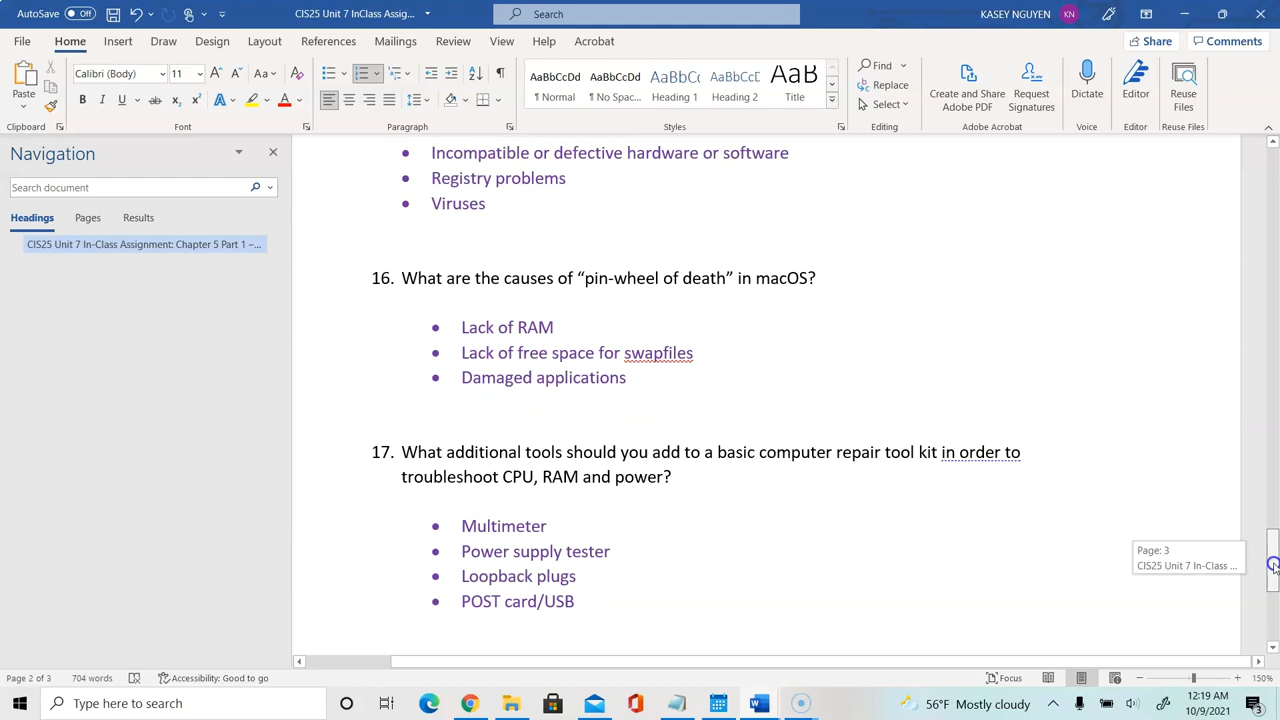 AutoSave Off CIS25 Unit 7 InClass Assig... Search KASEY NGUYEN KN
File Home Insert Draw Design Layout References Mailings Review View Help Acrobat Share Comments
Paste
Clipboard
Calibri (Body) 11
Font
Paragraph
AaBbCcDd AaBbCcDd AaBbCc AaBbCcD AaB
¶ Normal ¶ No Spac... Heading 1 Heading 2 Title
Styles
Find
Replace
Select
Editing
Create and Share Adobe PDF
Request Signatures
Adobe Acrobat
Dictate
Voice
Editor
Editor
Reuse Files
Reuse Files
Navigation
Search document
Headings Pages Results
CIS25 Unit 7 In-Class Assignment: Chapter 5 Part 1 –...
• Incompatible or defective hardware or software
• Registry problems
• Viruses
16. What are the causes of “pin-wheel of death” in macOS?
• Lack of RAM
• Lack of free space for swapfiles
• Damaged applications
17. What additional tools should you add to a basic computer repair tool kit in order to
troubleshoot CPU, RAM and power?
• Multimeter
• Power supply tester
• Loopback plugs
• POST card/USB
Page: 3
CIS25 Unit 7 In-Class ...
Page 2 of 3 704 words Accessibility: Good to go Focus 150%
Type here to search
56°F Mostly cloudy
12:19 AM
10/9/2021
3